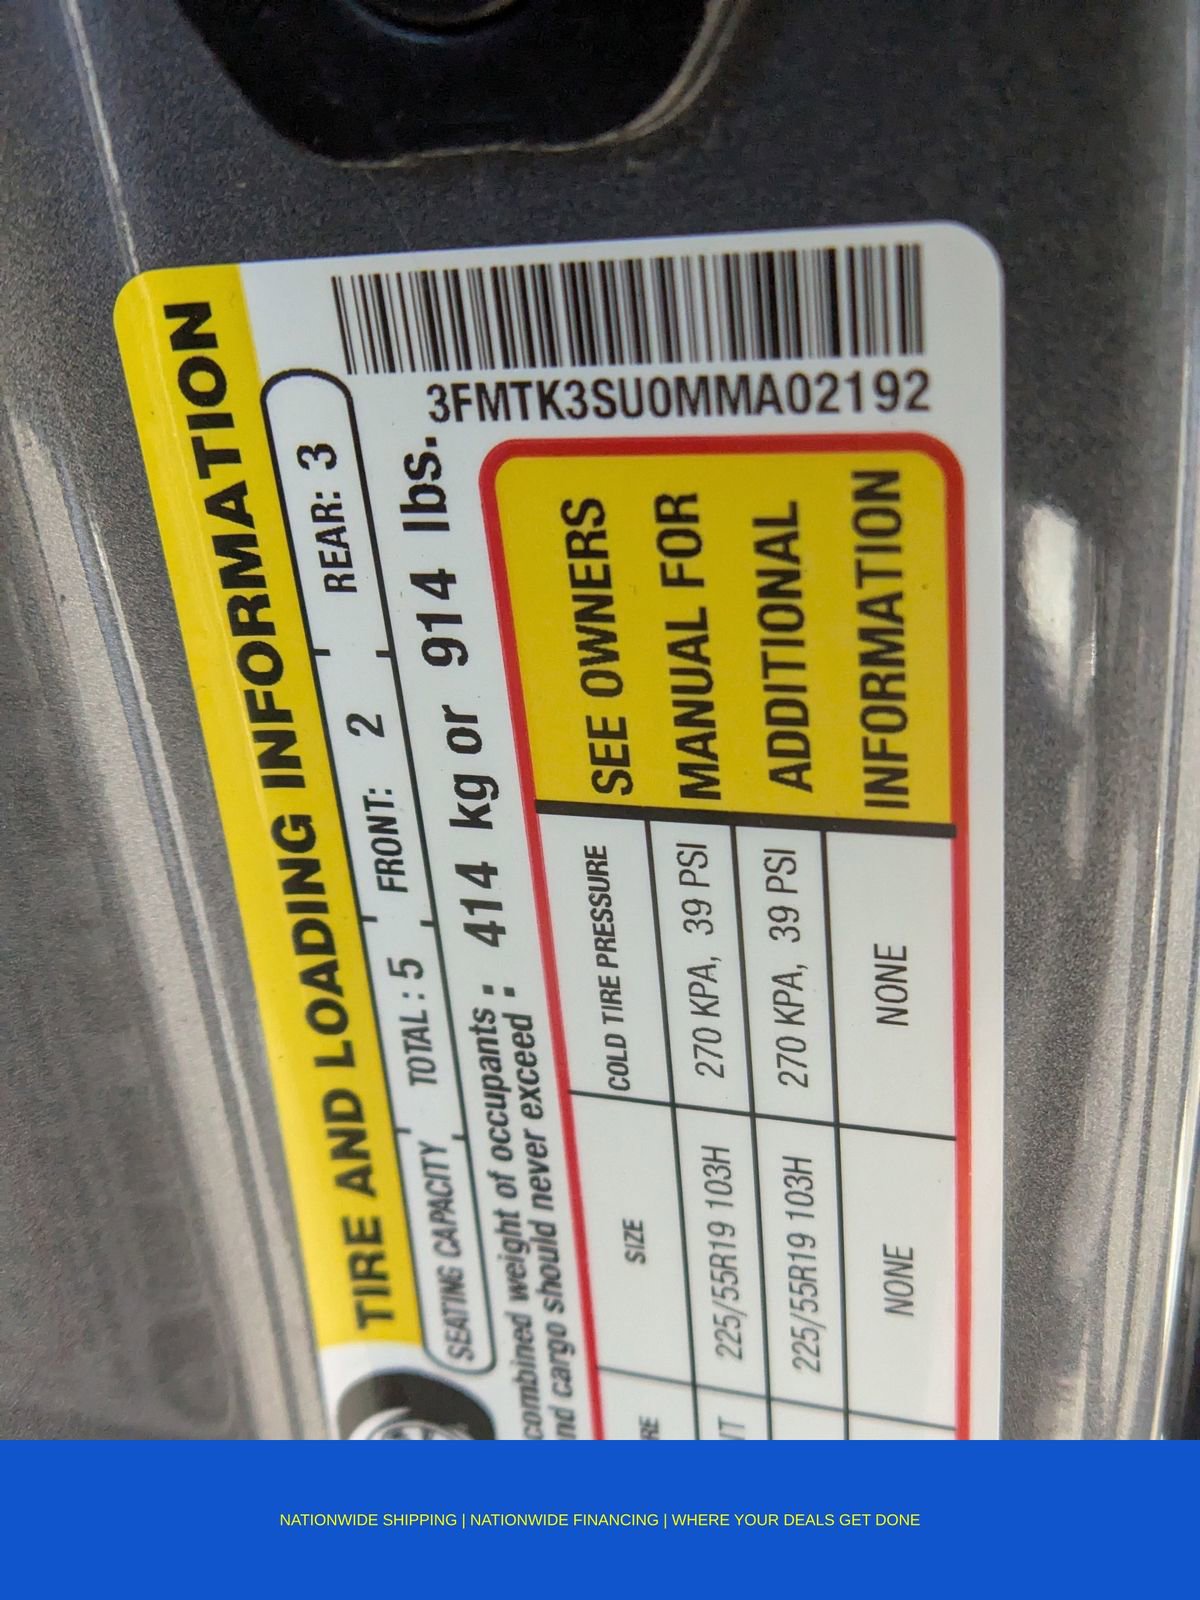 TIRE AND LOADING INFORMATION
SEATING CAPACITY TOTAL: 5 FRONT: 2 REAR: 3
combined weight of occupants : 414 kg or 914 lbs.
cargo should never exceed :
3FMTK3SU0MMA02192
SIZE COLD TIRE PRESSURE
225/55R19 103H 270 KPA, 39 PSI
225/55R19 103H 270 KPA, 39 PSI
NONE NONE
SEE OWNERS
MANUAL FOR
ADDITIONAL
INFORMATION
NATIONWIDE SHIPPING | NATIONWIDE FINANCING | WHERE YOUR DEALS GET DONE